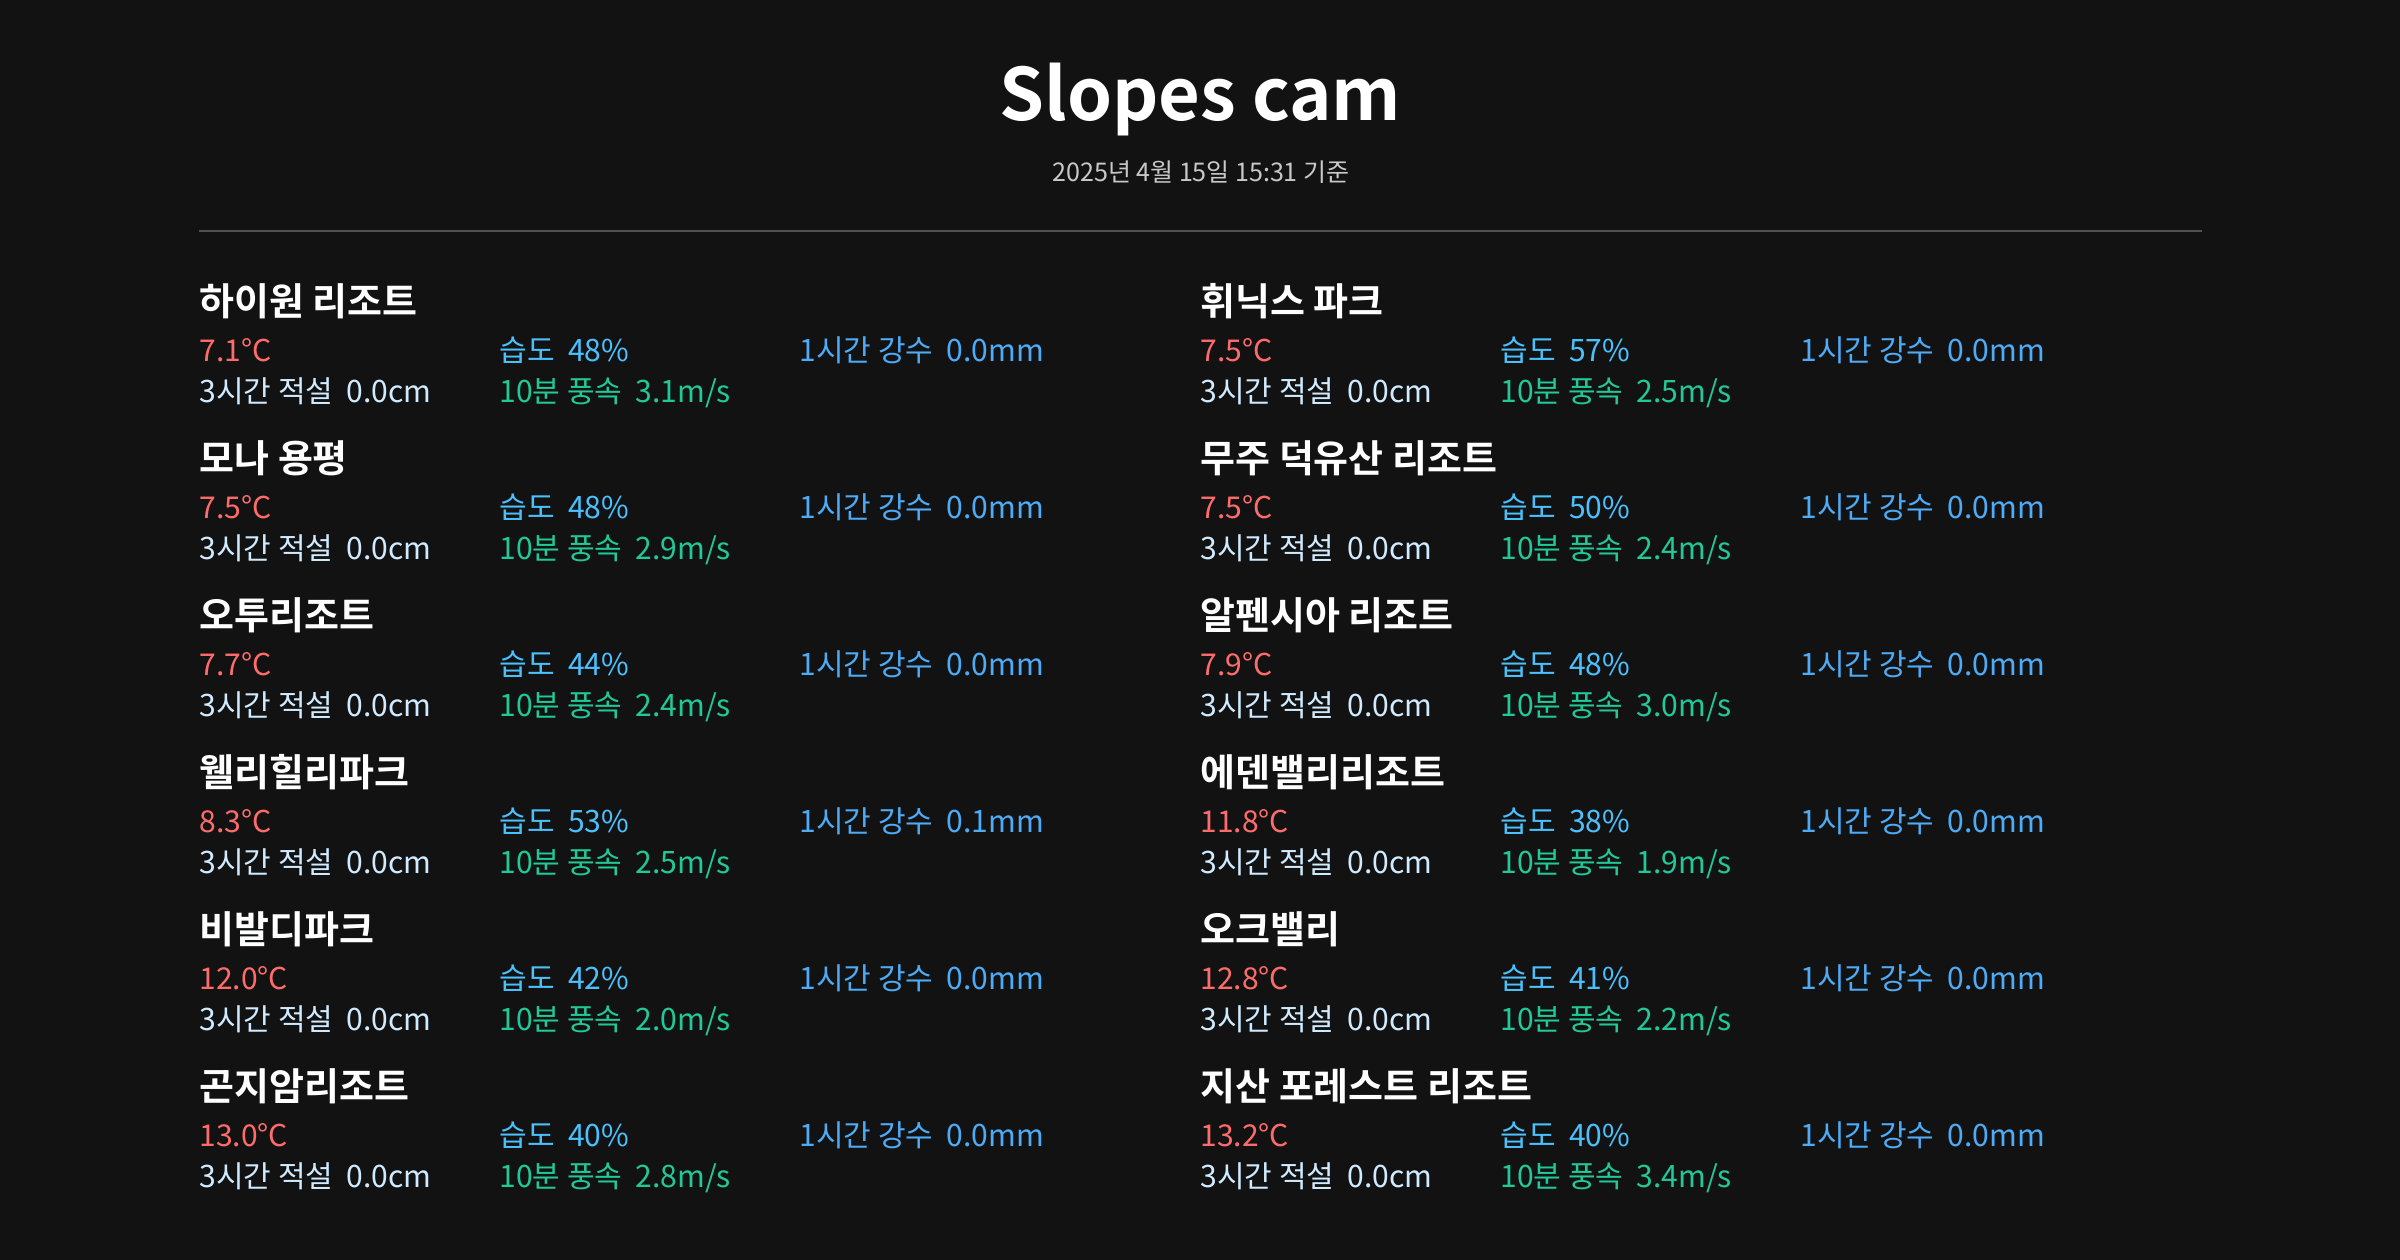 Slopes cam
2025년 4월 15일 15:31 기준
하이원 리조트
7.1°C 습도 48% 1시간 강수 0.0mm
3시간 적설 0.0cm 10분 풍속 3.1m/s
휘닉스 파크
7.5°C 습도 57% 1시간 강수 0.0mm
3시간 적설 0.0cm 10분 풍속 2.5m/s
모나 용평
7.5°C 습도 48% 1시간 강수 0.0mm
3시간 적설 0.0cm 10분 풍속 2.9m/s
무주 덕유산 리조트
7.5°C 습도 50% 1시간 강수 0.0mm
3시간 적설 0.0cm 10분 풍속 2.4m/s
오투리조트
7.7°C 습도 44% 1시간 강수 0.0mm
3시간 적설 0.0cm 10분 풍속 2.4m/s
알펜시아 리조트
7.9°C 습도 48% 1시간 강수 0.0mm
3시간 적설 0.0cm 10분 풍속 3.0m/s
웰리힐리파크
8.3°C 습도 53% 1시간 강수 0.1mm
3시간 적설 0.0cm 10분 풍속 2.5m/s
에덴밸리리조트
11.8°C 습도 38% 1시간 강수 0.0mm
3시간 적설 0.0cm 10분 풍속 1.9m/s
비발디파크
12.0°C 습도 42% 1시간 강수 0.0mm
3시간 적설 0.0cm 10분 풍속 2.0m/s
오크밸리
12.8°C 습도 41% 1시간 강수 0.0mm
3시간 적설 0.0cm 10분 풍속 2.2m/s
곤지암리조트
13.0°C 습도 40% 1시간 강수 0.0mm
3시간 적설 0.0cm 10분 풍속 2.8m/s
지산 포레스트 리조트
13.2°C 습도 40% 1시간 강수 0.0mm
3시간 적설 0.0cm 10분 풍속 3.4m/s